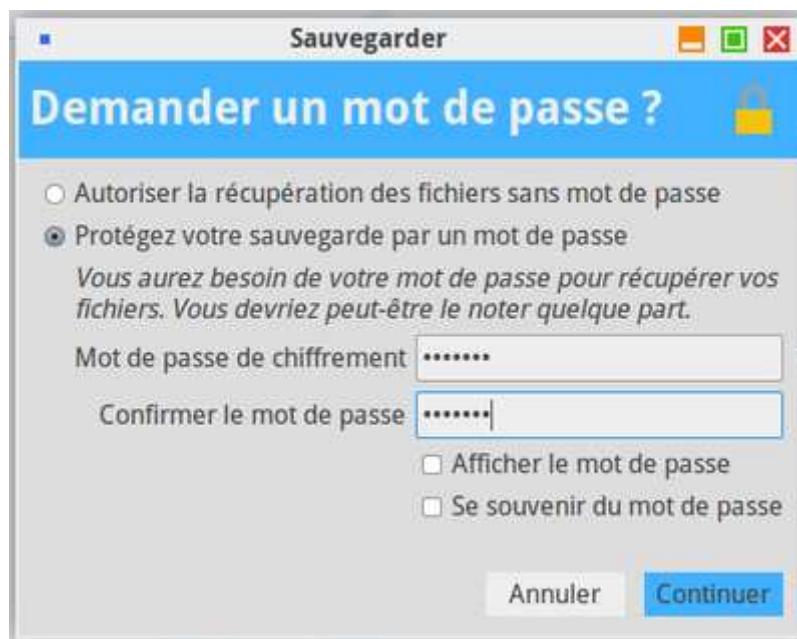 Sauvegarder
Demander un mot de passe ?
Autoriser la récupération des fichiers sans mot de passe
Protégez votre sauvegarde par un mot de passe
Vous aurez besoin de votre mot de passe pour récupérer vos
fichiers. Vous devriez peut-être le noter quelque part.
Mot de passe de chiffrement •••••••
Confirmer le mot de passe •••••••
Afficher le mot de passe
Se souvenir du mot de passe
Annuler Continuer